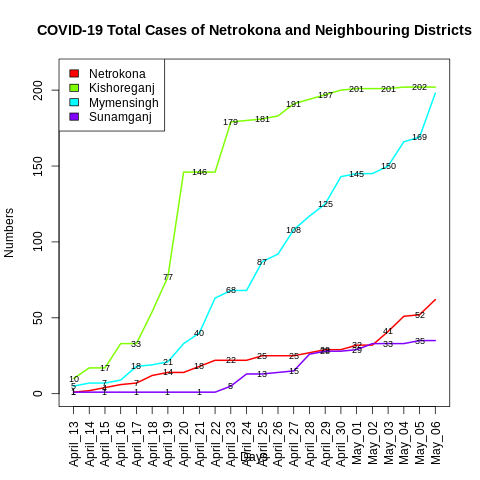 COVID-19 Total Cases of Netrokona and Neighbouring Districts
Netrokona
Kishoreganj
Mymensingh
Sunamganj
Numbers
200
150
100
50
0
10 17 33 77 146 179 181 191 197 201 201 202
5 7 18 21 40 68 87 108 125 145 150 169
1 4 7 14 18 22 25 25 29 32 41 52
1 1 1 1 1 5 13 15 28 29 33 35
April_13 April_14 April_15 April_16 April_17 April_18 April_19 April_20 April_21 April_22 April_23 April_24 April_25 April_26 April_27 April_28 April_29 April_30 May_01 May_02 May_03 May_04 May_05 May_06
Days